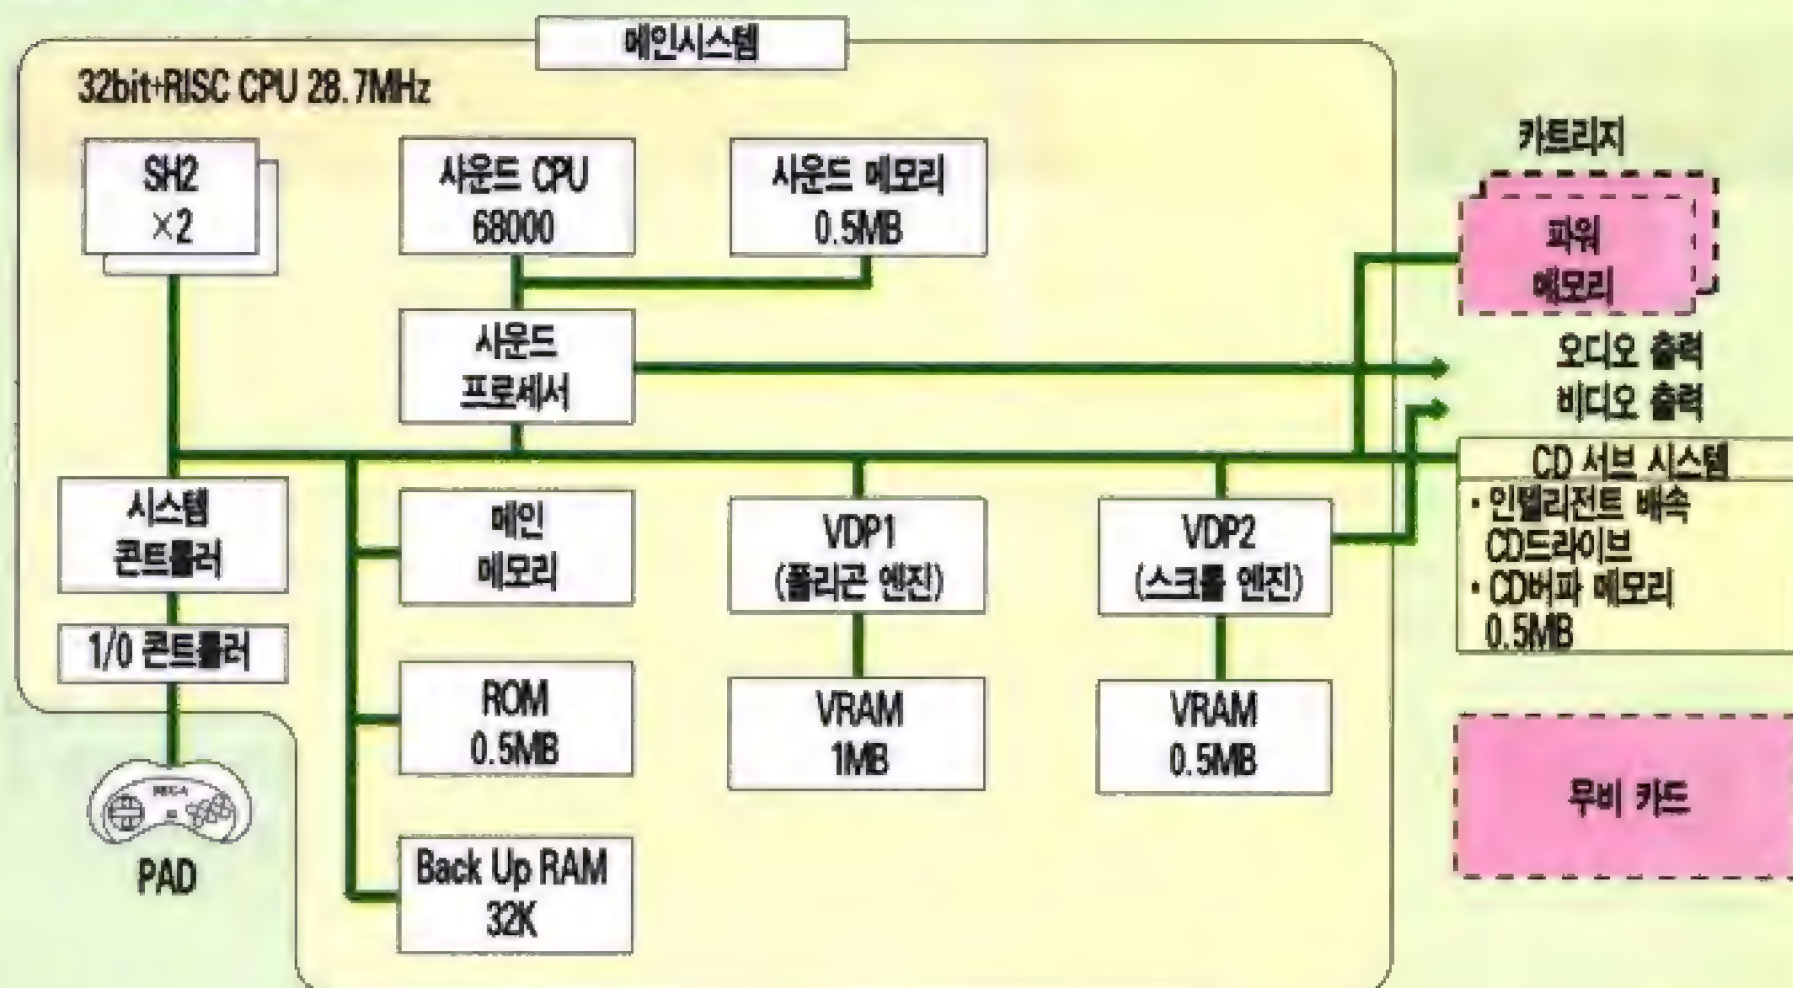 메인시스템
32bit+RISC CPU 28.7MHz
SH2
×2
사운드 CPU
68000
사운드 메모리
0.5MB
사운드
프로세서
카트리지
파워
메모리
오디오 출력
비디오 출력
CD 서브 시스템
· 인텔리전트 배속
CD드라이브
· CD버파 메모리
0.5MB
시스템
콘트롤러
1/0 콘트롤러
SEGA
PAD
메인
메모리
ROM
0.5MB
Back Up RAM
32K
VDP1
(폴리곤 엔진)
VRAM
1MB
VDP2
(스크롤 엔진)
VRAM
0.5MB
무비 카드